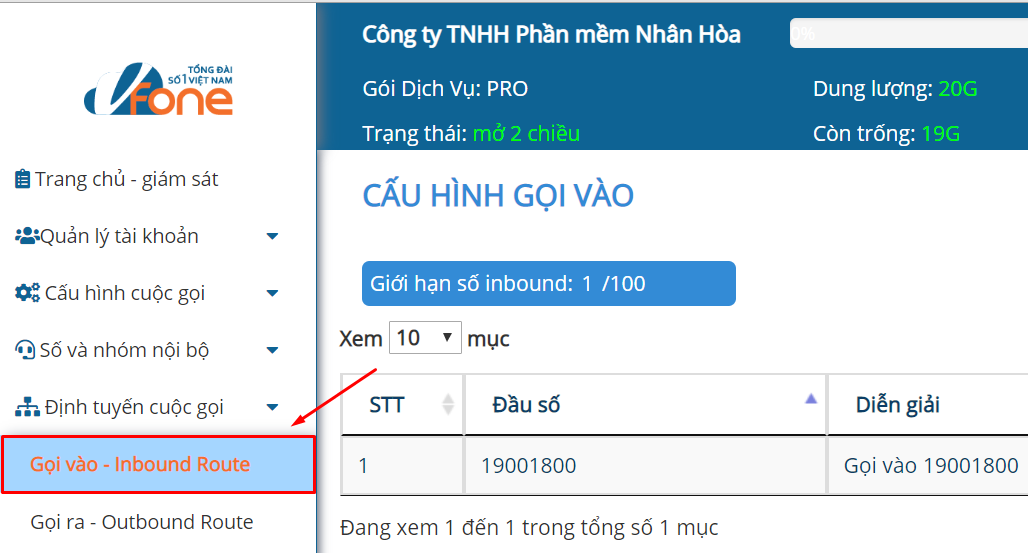 TỔNG ĐÀI
SỐ 1 VIỆT NAM
Vfone
Trang chủ - giám sát
Quản lý tài khoản
Cấu hình cuộc gọi
Số và nhóm nội bộ
Định tuyến cuộc gọi
Gọi vào - Inbound Route
Gọi ra - Outbound Route
Công ty TNHH Phần mềm Nhân Hòa
0%
Gói Dịch Vụ: PRO
Dung lượng: 20G
Trạng thái: mở 2 chiều
Còn trống: 19G
CẤU HÌNH GỌI VÀO
Giới hạn số inbound: 1 /100
Xem 10 mục
STT Đầu số Diễn giải
1 19001800 Gọi vào 19001800
Đang xem 1 đến 1 trong tổng số 1 mục